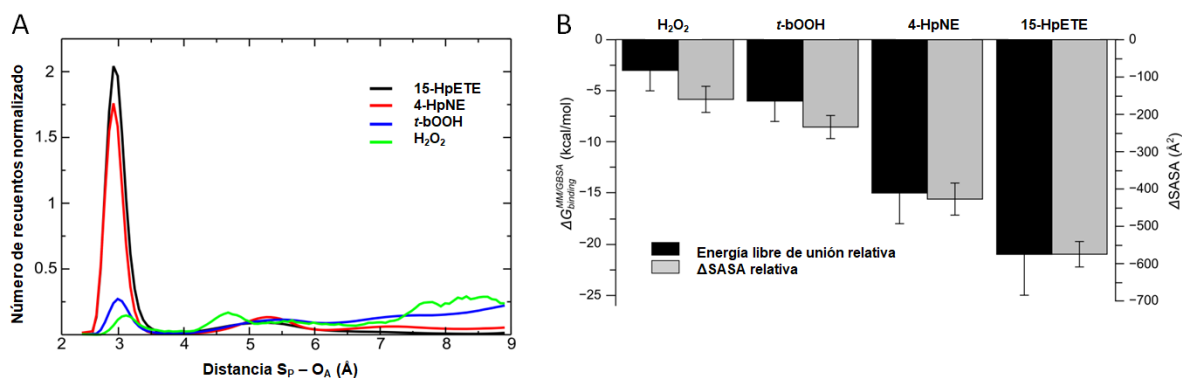 A
Número de recuentos normalizado
2
1.5
1
0.5
15-HpETE
4-HpNE
t-bOOH
H₂O₂
2 3 4 5 6 7 8 9
Distancia Sₚ – O_A (Å)
B
H₂O₂ t-bOOH 4-HpNE 15-HpETE
ΔG_binding^MM/GBSA (kcal/mol)
0
−5
−10
−15
−20
−25
Energía libre de unión relativa
ΔSASA relativa
0
−100
−200
−300
−400
−500
−600
−700
ΔSASA (Å²)